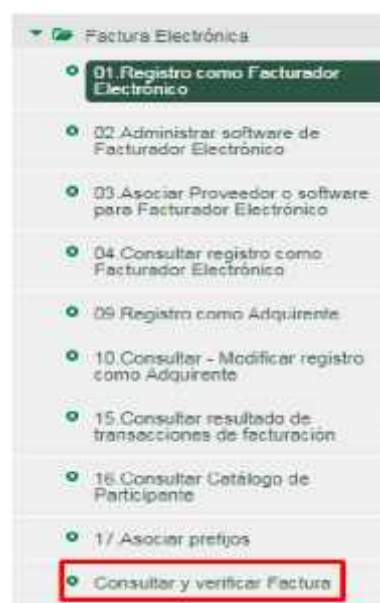 Factura Electrónica
01.Registro como Facturador
Electrónico
02.Administrar software de
Facturador Electrónico
03.Asociar Proveedor o software
para Facturador Electrónico
04.Consultar registro como
Facturador Electrónico
09.Registro como Adquirente
10.Consultar - Modificar registro
como Adquirente
15.Consultar resultado de
transacciones de facturación
16.Consultar Catálogo de
Participante
17.Asociar prefijos
Consultar y verificar Factura